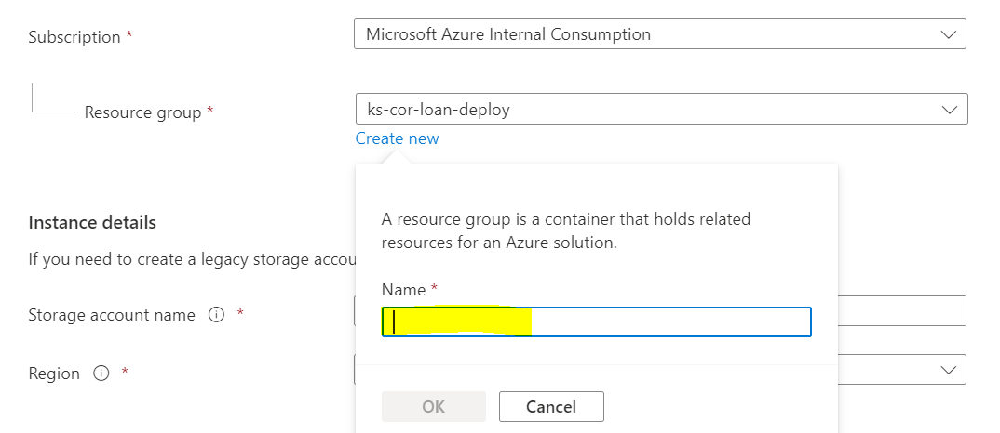 Subscription *
Microsoft Azure Internal Consumption
Resource group *
ks-cor-loan-deploy
Create new
A resource group is a container that holds related
resources for an Azure solution.
Name *
OK
Cancel
Instance details
If you need to create a legacy storage accou
Storage account name *
Region *